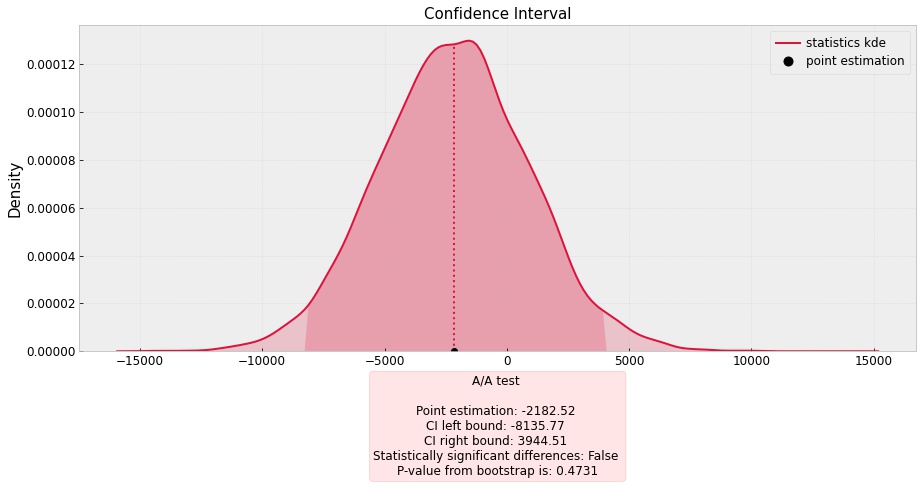 Confidence Interval
statistics kde
point estimation
Density
0.00012
0.00010
0.00008
0.00006
0.00004
0.00002
0.00000
−15000
−10000
−5000
0
5000
10000
15000
A/A test
Point estimation: -2182.52
CI left bound: -8135.77
CI right bound: 3944.51
Statistically significant differences: False
P-value from bootstrap is: 0.4731